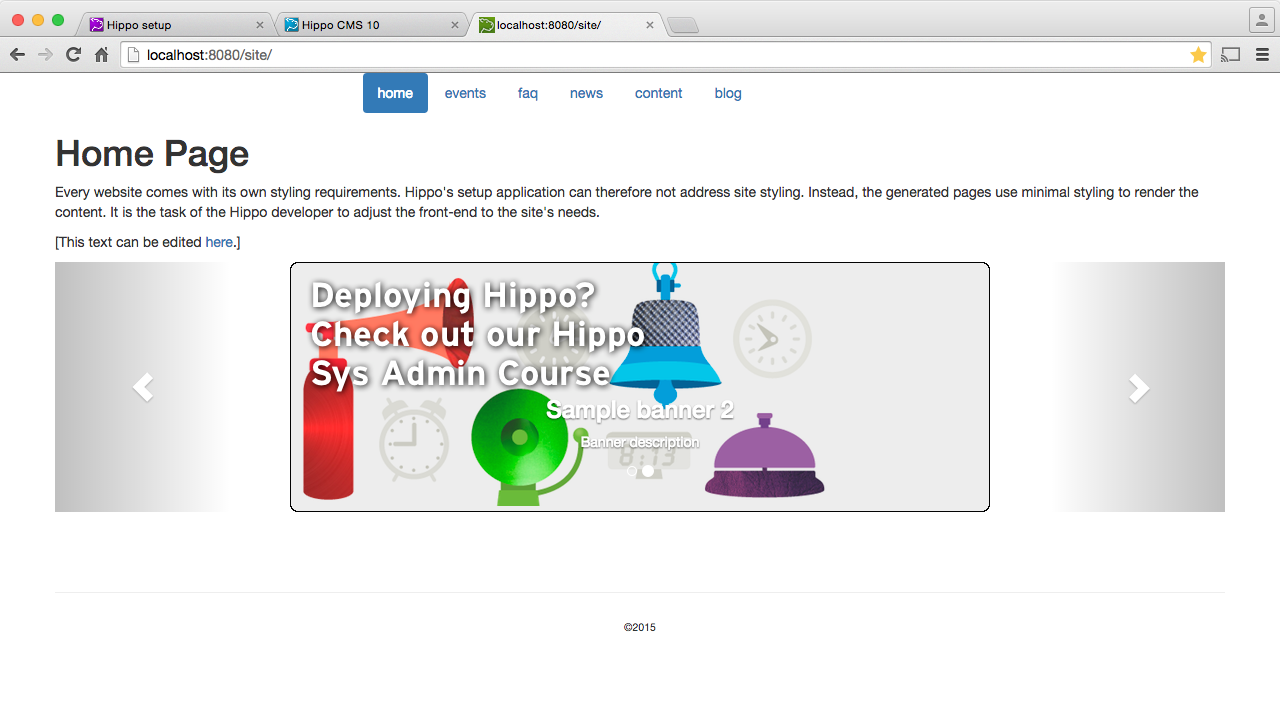 Hippo setup
Hippo CMS 10
localhost:8080/site/
localhost:8080/site/
home
events
faq
news
content
blog
Home Page
Every website comes with its own styling requirements. Hippo's setup application can therefore not address site styling. Instead, the generated pages use minimal styling to render the
content. It is the task of the Hippo developer to adjust the front-end to the site's needs.
[This text can be edited here.]
Deploying Hippo?
Check out our Hippo
Sys Admin Course
Sample banner 2
Banner description
8:13
©2015